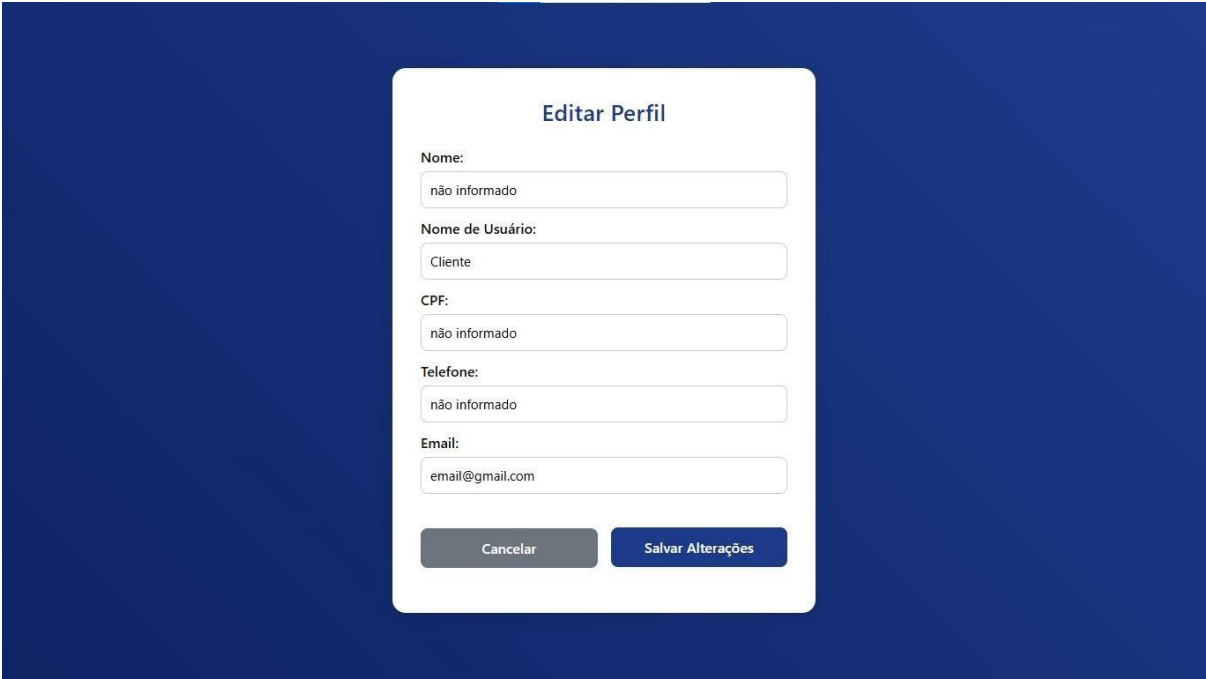 Editar Perfil
Nome:
não informado
Nome de Usuário:
Cliente
CPF:
não informado
Telefone:
não informado
Email:
email@gmail.com
Cancelar Salvar Alterações